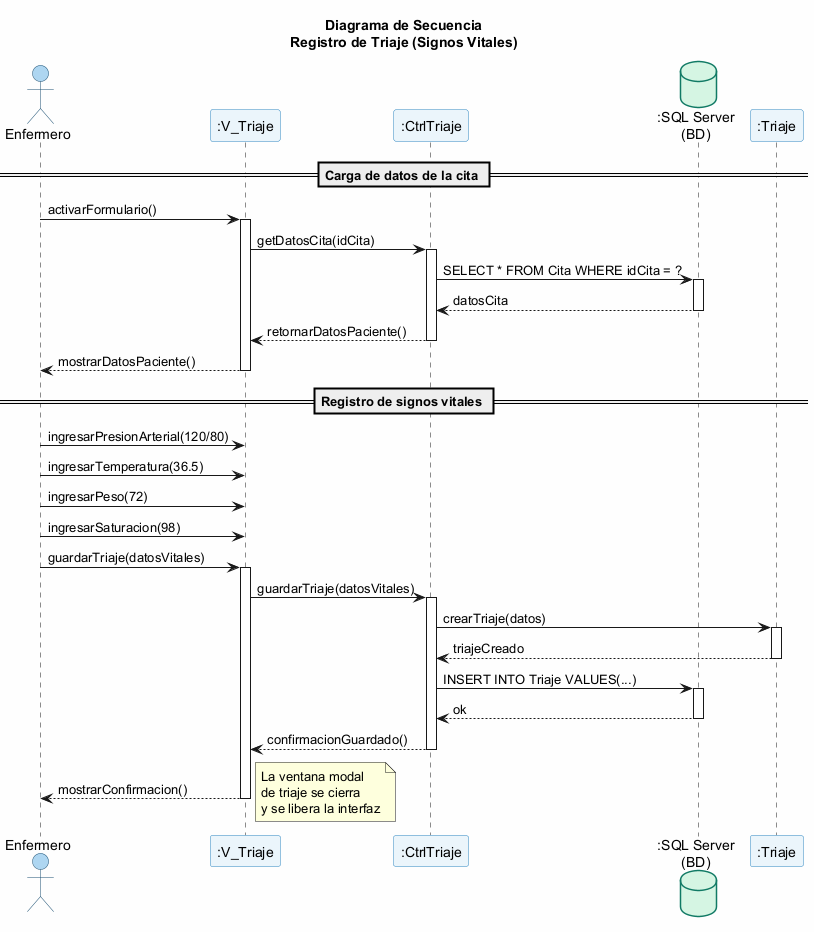 Diagrama de Secuencia
Registro de Triaje (Signos Vitales)
Enfermero
:V_Triaje
:CtrlTriaje
:SQL Server
(BD)
:Triaje
Carga de datos de la cita
activarFormulario()
getDatosCita(idCita)
SELECT * FROM Cita WHERE idCita = ?
datosCita
retornarDatosPaciente()
mostrarDatosPaciente()
Registro de signos vitales
ingresarPresionArterial(120/80)
ingresarTemperatura(36.5)
ingresarPeso(72)
ingresarSaturacion(98)
guardarTriaje(datosVitales)
guardarTriaje(datosVitales)
crearTriaje(datos)
triajeCreado
INSERT INTO Triaje VALUES(...)
ok
confirmacionGuardado()
La ventana modal
de triaje se cierra
y se libera la interfaz
mostrarConfirmacion()
Enfermero
:V_Triaje
:CtrlTriaje
:SQL Server
(BD)
:Triaje